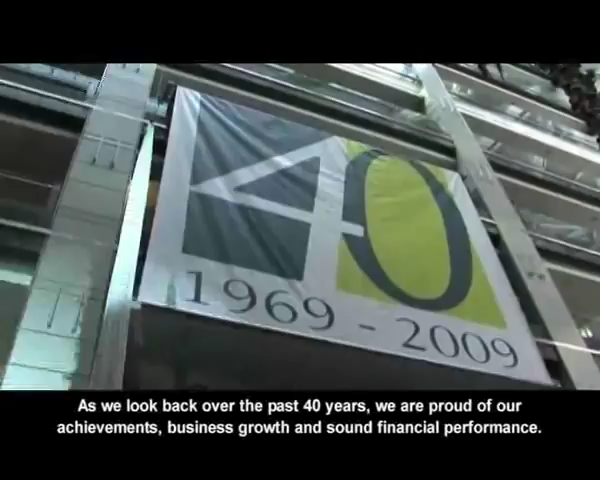 40
1969 - 2009
As we look back over the past 40 years, we are proud of our
achievements, business growth and sound financial performance.